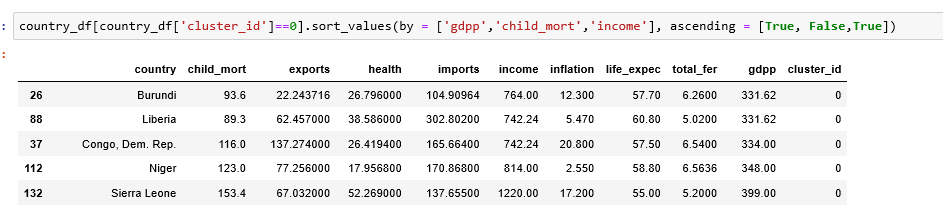 : country_df[country_df['cluster_id']==0].sort_values(by = ['gdpp','child_mort','income'], ascending = [True, False,True])
:
country child_mort exports health imports income inflation life_expec total_fer gdpp cluster_id
26 Burundi 93.6 22.243716 26.796000 104.90964 764.00 12.300 57.70 6.2600 331.62 0
88 Liberia 89.3 62.457000 38.586000 302.80200 742.24 5.470 60.80 5.0200 331.62 0
37 Congo, Dem. Rep. 116.0 137.274000 26.419400 165.66400 742.24 20.800 57.50 6.5400 334.00 0
112 Niger 123.0 77.256000 17.956800 170.86800 814.00 2.550 58.80 6.5636 348.00 0
132 Sierra Leone 153.4 67.032000 52.269000 137.65500 1220.00 17.200 55.00 5.2000 399.00 0